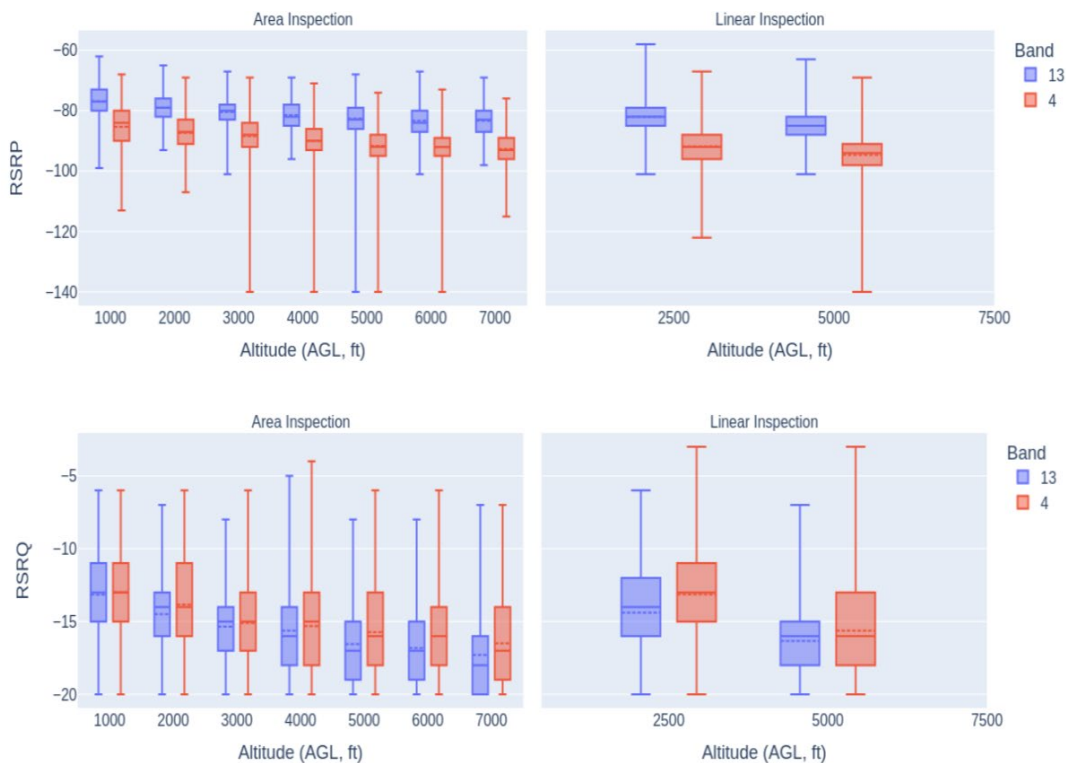 Area Inspection
Linear Inspection
Band
13
4
RSRP
−60
−80
−100
−120
−140
1000 2000 3000 4000 5000 6000 7000
2500 5000 7500
Altitude (AGL, ft)
Altitude (AGL, ft)
Area Inspection
Linear Inspection
Band
13
4
RSRQ
−5
−10
−15
−20
1000 2000 3000 4000 5000 6000 7000
2500 5000 7500
Altitude (AGL, ft)
Altitude (AGL, ft)